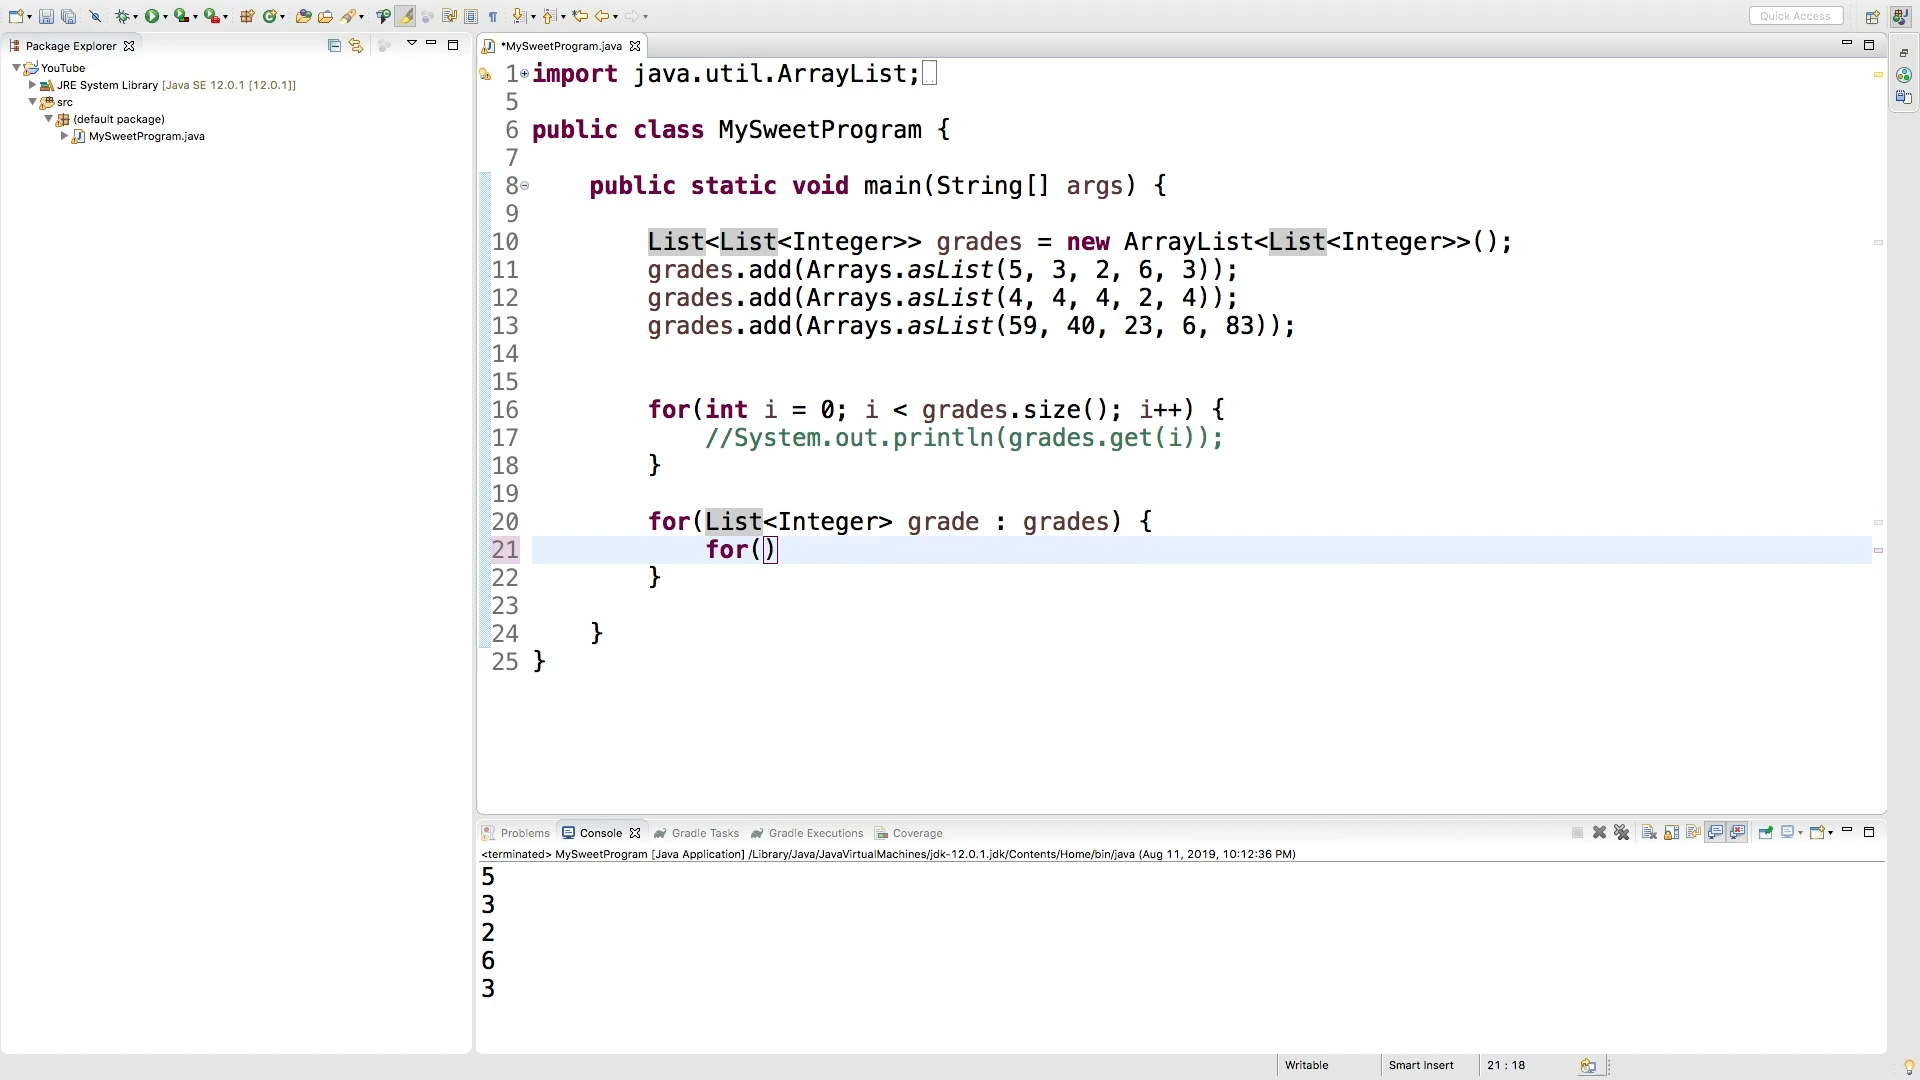 Quick Access
Package Explorer
YouTube
JRE System Library [Java SE 12.0.1 [12.0.1]]
src
(default package)
MySweetProgram.java
*MySweetProgram.java
1 import java.util.ArrayList;
5
6 public class MySweetProgram {
7
8 public static void main(String[] args) {
9
10 List<List<Integer>> grades = new ArrayList<List<Integer>>();
11 grades.add(Arrays.asList(5, 3, 2, 6, 3));
12 grades.add(Arrays.asList(4, 4, 4, 2, 4));
13 grades.add(Arrays.asList(59, 40, 23, 6, 83));
14
15
16 for(int i = 0; i < grades.size(); i++) {
17 //System.out.println(grades.get(i));
18 }
19
20 for(List<Integer> grade : grades) {
21 for()
22 }
23
24 }
25 }
Problems Console Gradle Tasks Gradle Executions Coverage
<terminated> MySweetProgram [Java Application] /Library/Java/JavaVirtualMachines/jdk-12.0.1.jdk/Contents/Home/bin/java (Aug 11, 2019, 10:12:36 PM)
5
3
2
6
3
Writable Smart Insert 21 : 18